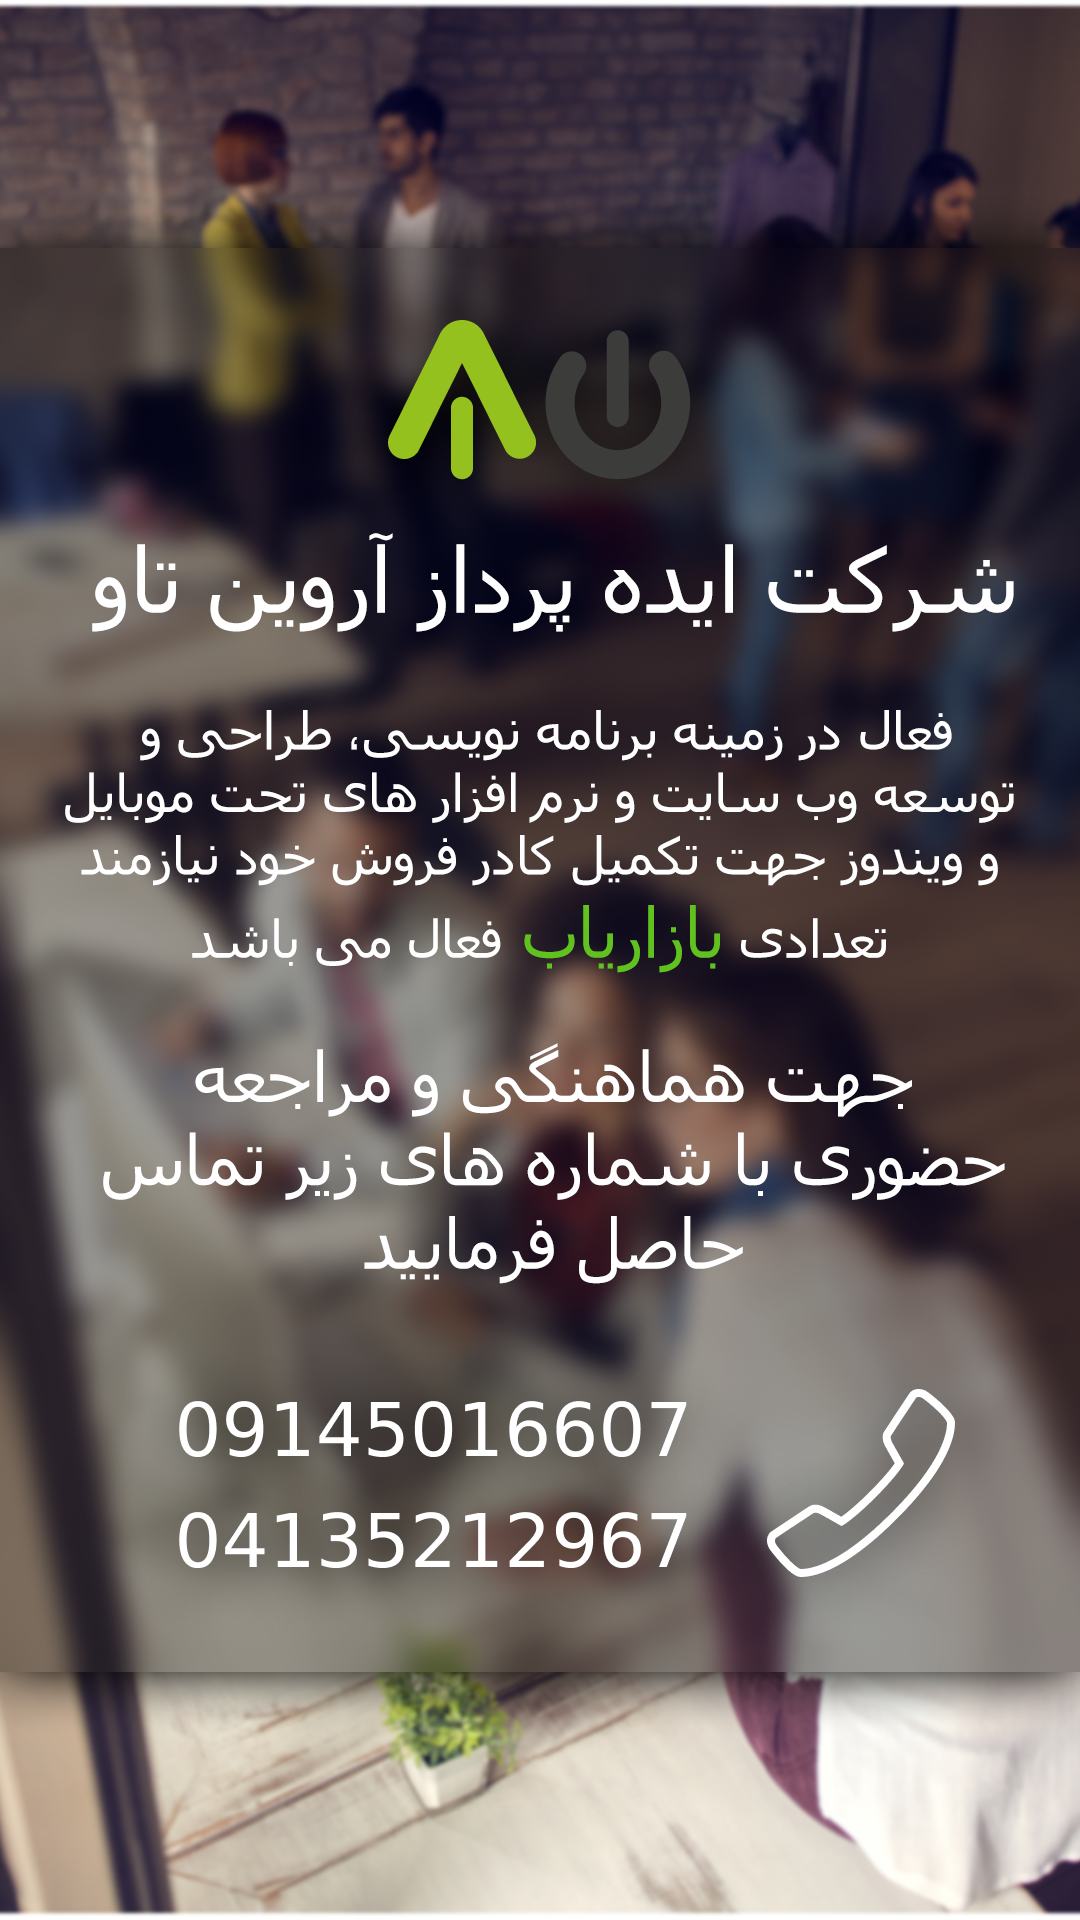 شرکت ایده پرداز آروین تاو
فعال در زمینه برنامه نویسی، طراحی و
توسعه وب سایت و نرم افزار های تحت موبایل
و ویندوز جهت تکمیل کادر فروش خود نیازمند
تعدادی بازاریاب فعال می باشد
جهت هماهنگی و مراجعه
حضوری با شماره های زیر تماس
حاصل فرمایید
09145016607
04135212967